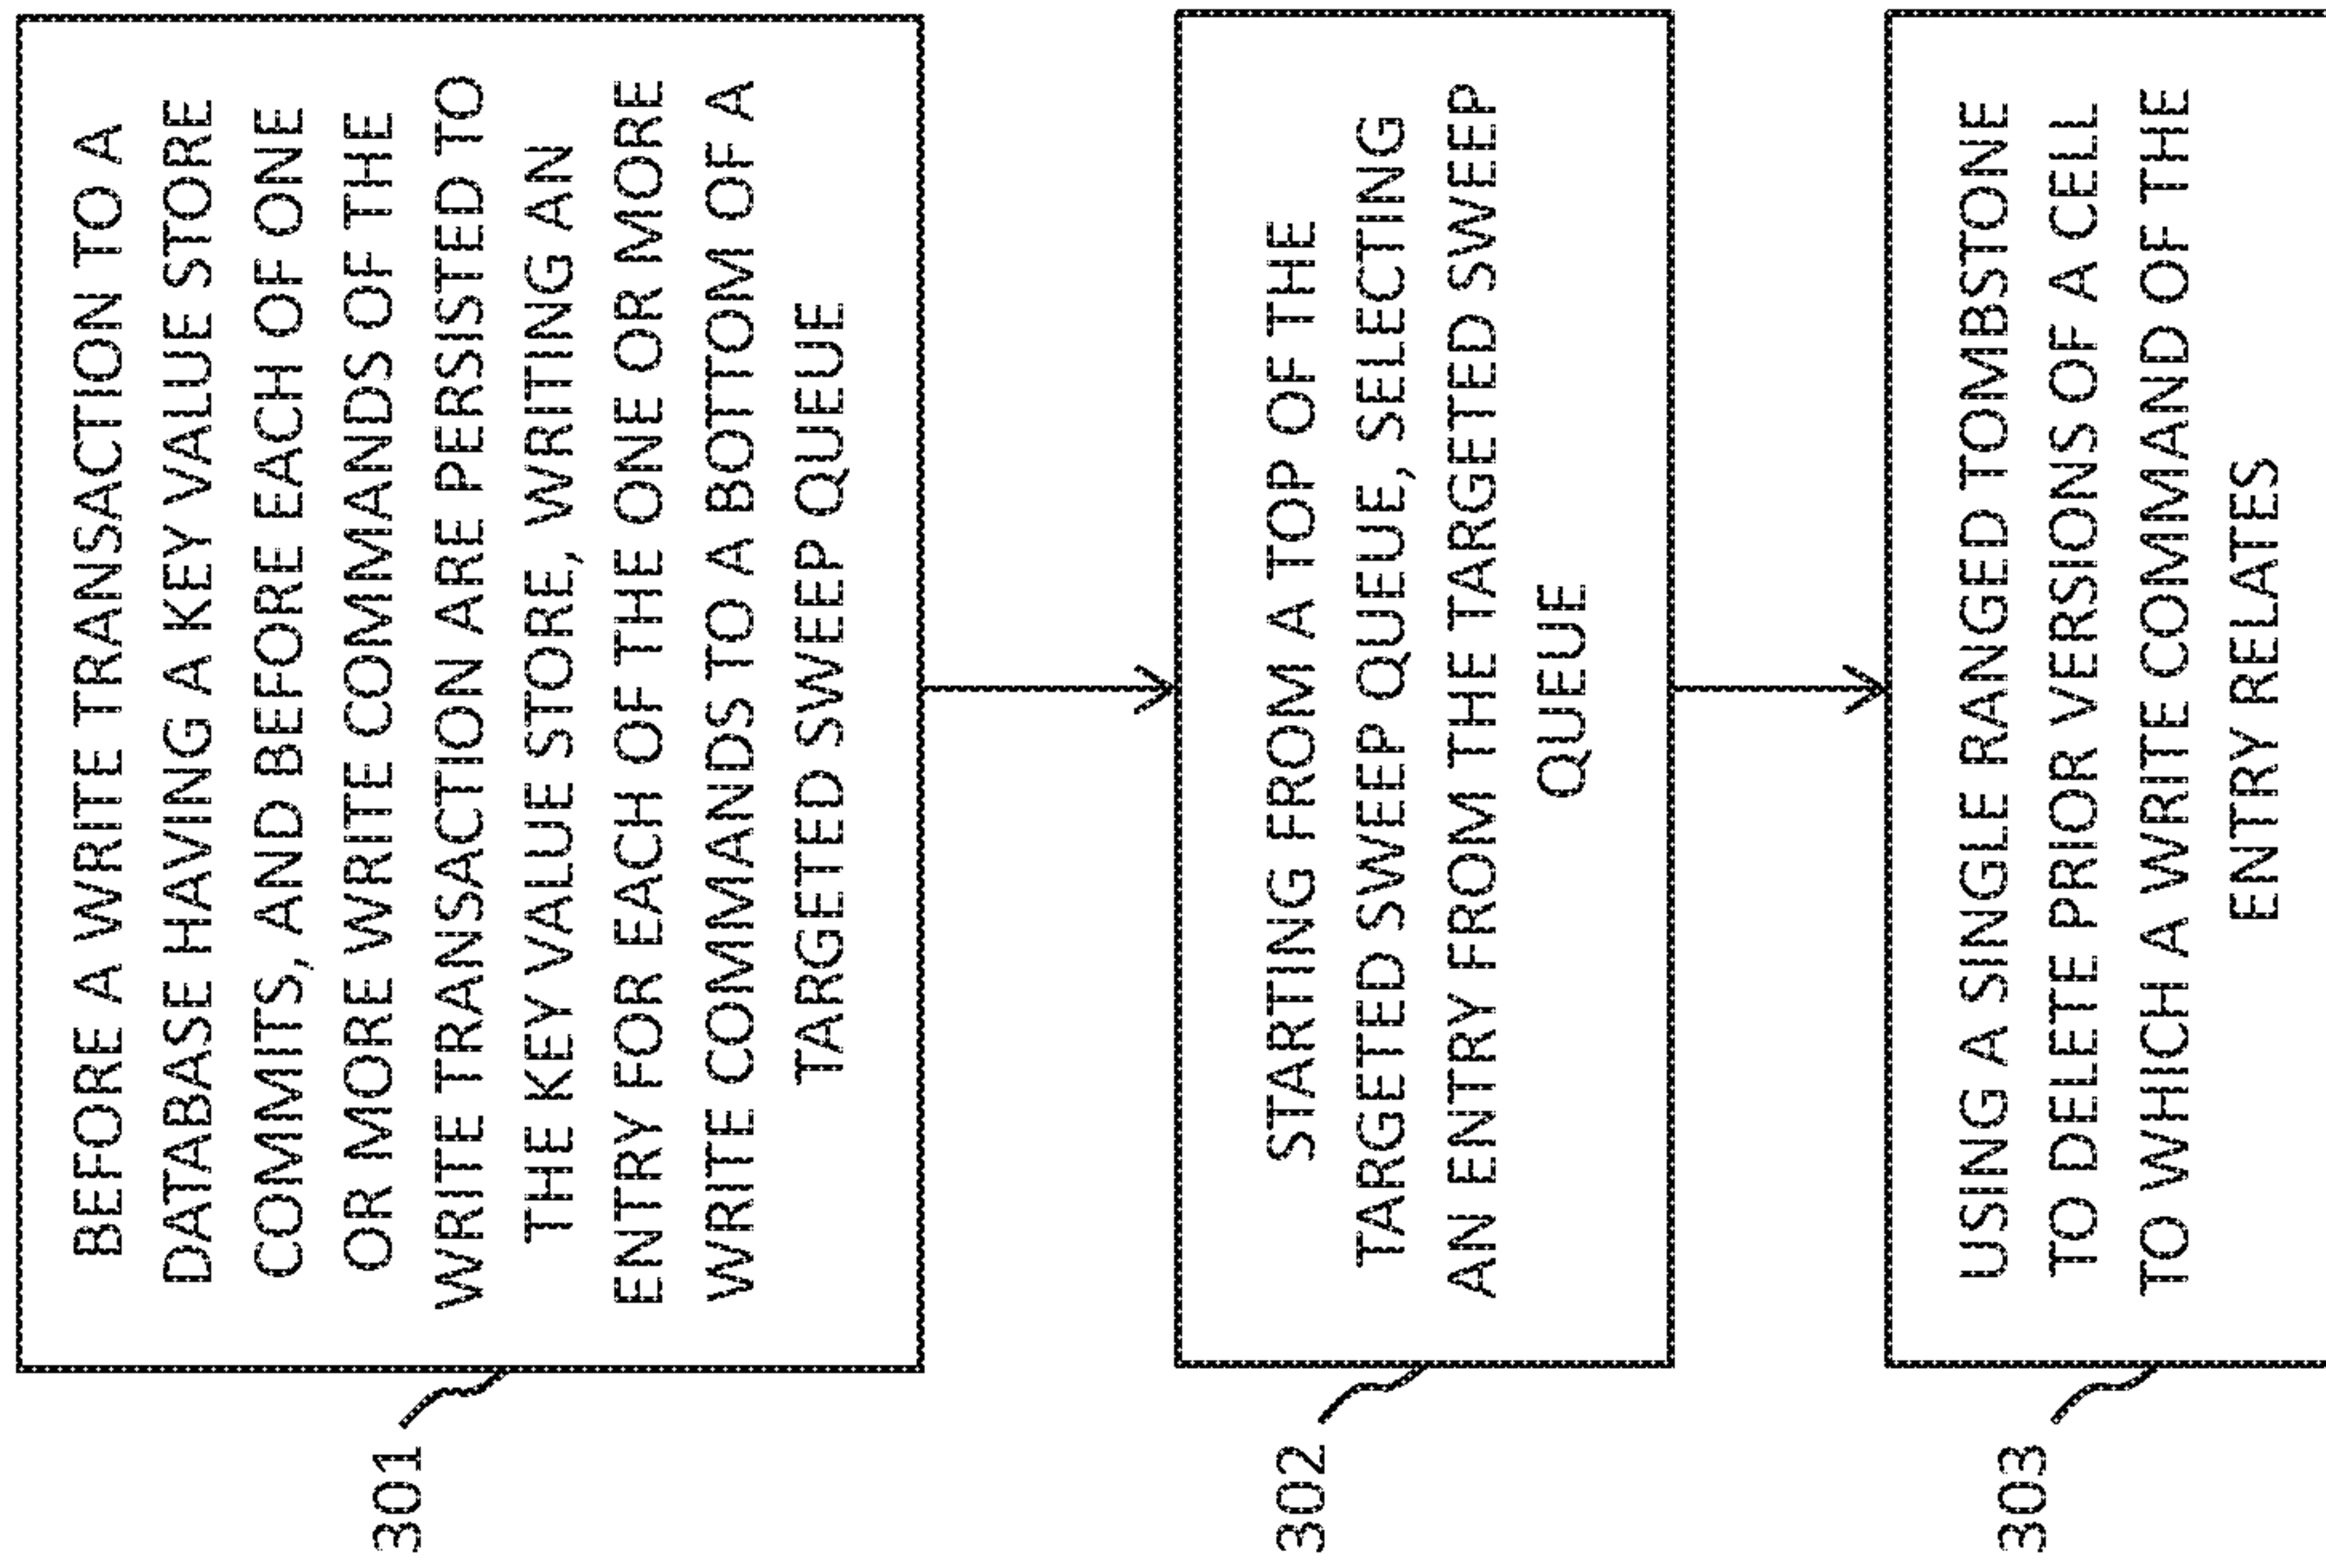 301
BEFORE A WRITE TRANSACTION TO A
DATABASE HAVING A KEY VALUE STORE
COMMITS, AND BEFORE EACH OF ONE
OR MORE WRITE COMMANDS OF THE
WRITE TRANSACTION ARE PERSISTED TO
THE KEY VALUE STORE, WRITING AN
ENTRY FOR EACH OF THE ONE OR MORE
WRITE COMMANDS TO A BOTTOM OF A
TARGETED SWEEP QUEUE
302
STARTING FROM A TOP OF THE
TARGETED SWEEP QUEUE, SELECTING
AN ENTRY FROM THE TARGETED SWEEP
QUEUE
303
USING A SINGLE RANGED TOMBSTONE
TO DELETE PRIOR VERSIONS OF A CELL
TO WHICH A WRITE COMMAND OF THE
ENTRY RELATES